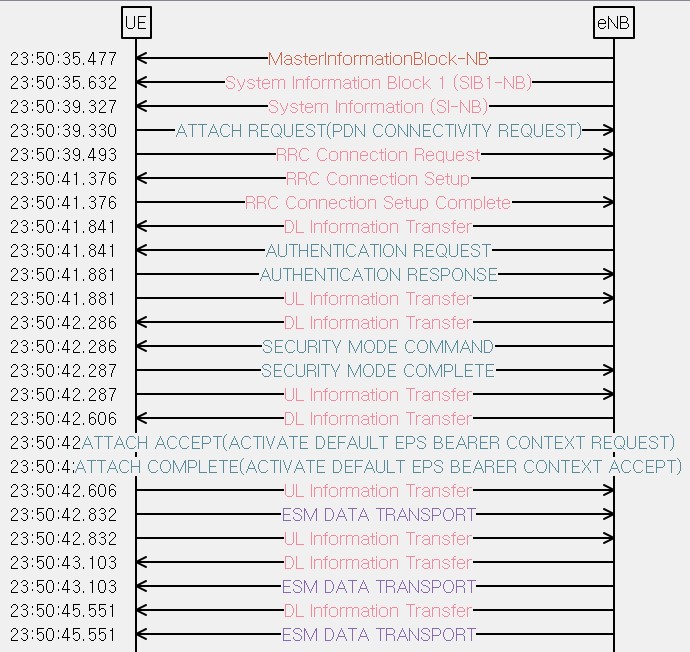 UE eNB
23:50:35.477 MasterInformationBlock-NB
23:50:35.632 System Information Block 1 (SIB1-NB)
23:50:39.327 System Information (SI-NB)
23:50:39.330 ATTACH REQUEST(PDN CONNECTIVITY REQUEST)
23:50:39.493 RRC Connection Request
23:50:41.376 RRC Connection Setup
23:50:41.376 RRC Connection Setup Complete
23:50:41.841 DL Information Transfer
23:50:41.841 AUTHENTICATION REQUEST
23:50:41.881 AUTHENTICATION RESPONSE
23:50:41.881 UL Information Transfer
23:50:42.286 DL Information Transfer
23:50:42.286 SECURITY MODE COMMAND
23:50:42.287 SECURITY MODE COMPLETE
23:50:42.287 UL Information Transfer
23:50:42.606 DL Information Transfer
23:50:42 ATTACH ACCEPT(ACTIVATE DEFAULT EPS BEARER CONTEXT REQUEST)
23:50:4 ATTACH COMPLETE(ACTIVATE DEFAULT EPS BEARER CONTEXT ACCEPT)
23:50:42.606 UL Information Transfer
23:50:42.832 ESM DATA TRANSPORT
23:50:42.832 UL Information Transfer
23:50:43.103 DL Information Transfer
23:50:43.103 ESM DATA TRANSPORT
23:50:45.551 DL Information Transfer
23:50:45.551 ESM DATA TRANSPORT